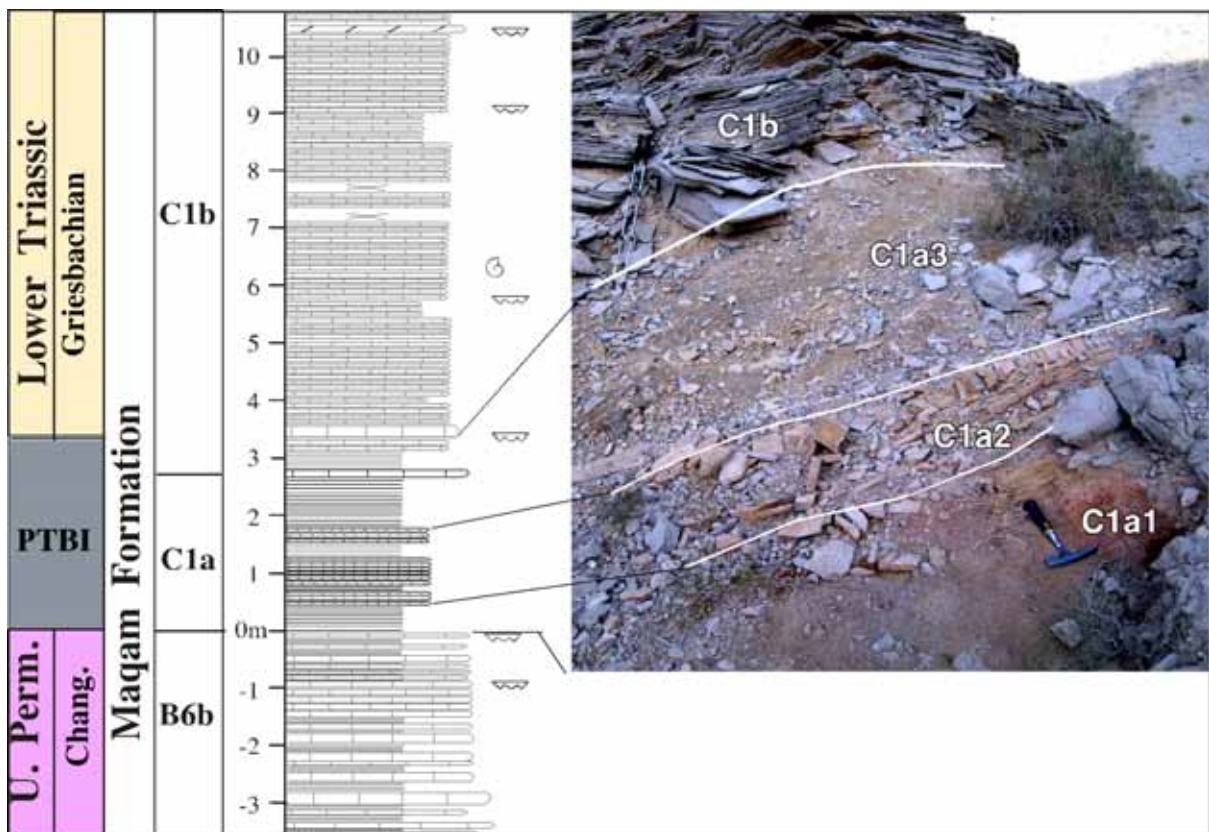 Lower Triassic
Griesbachian
PTBI
U. Perm.
Chang.
Maqam Formation
C1b
C1a
B6b
10
9
8
7
6
5
4
3
2
1
0m
-1
-2
-3
C1b
C1a3
C1a2
C1a1